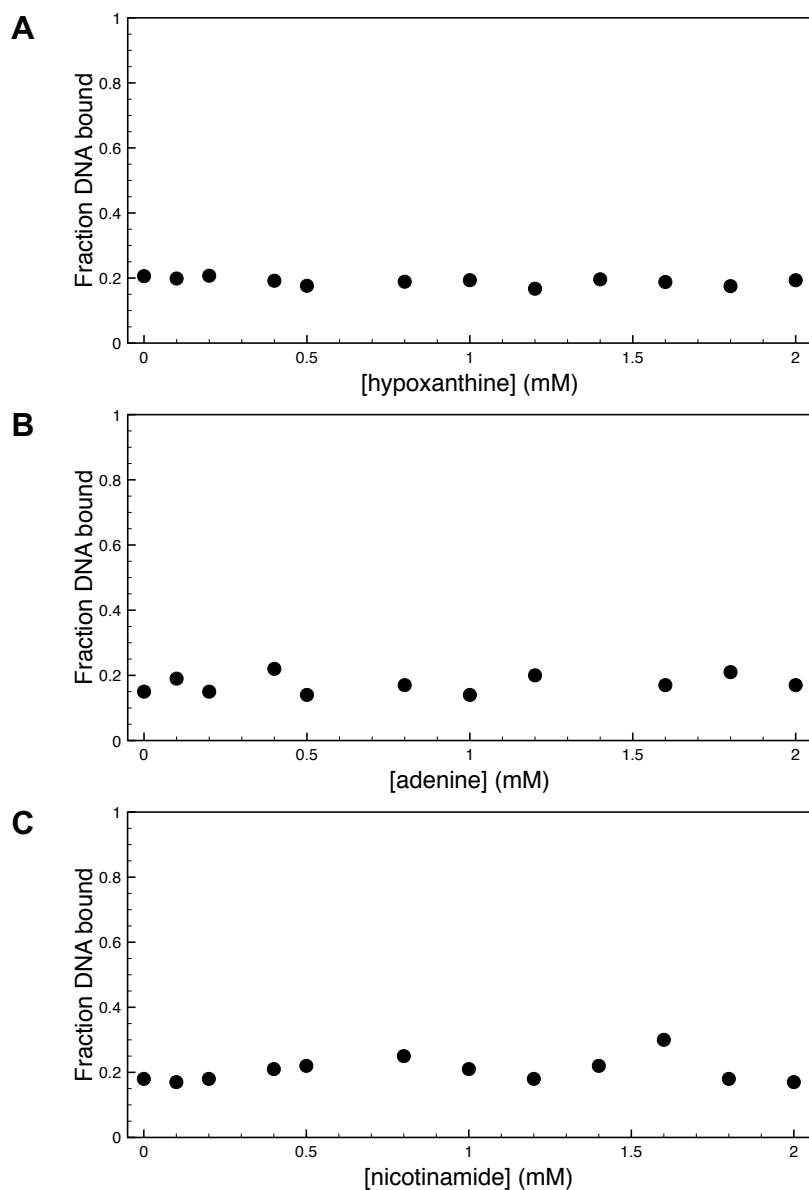 A
1
0.8
0.6
0.4
0.2
0
Fraction DNA bound
0 0.5 1 1.5 2
[hypoxanthine] (mM)
B
1
0.8
0.6
0.4
0.2
0
Fraction DNA bound
0 0.5 1 1.5 2
[adenine] (mM)
C
1
0.8
0.6
0.4
0.2
0
Fraction DNA bound
0 0.5 1 1.5 2
[nicotinamide] (mM)